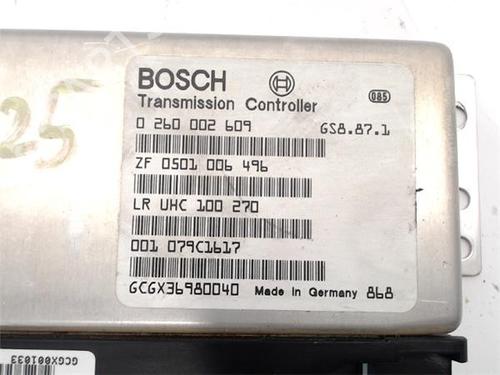 25
BOSCH
085
Transmission Controller
0 260 002 609 GS8.87.1
ZF 0501 006 496
LR UHC 100 270
001 079C1617
GCGX36980040 Made in Germany 868
GCGX001033